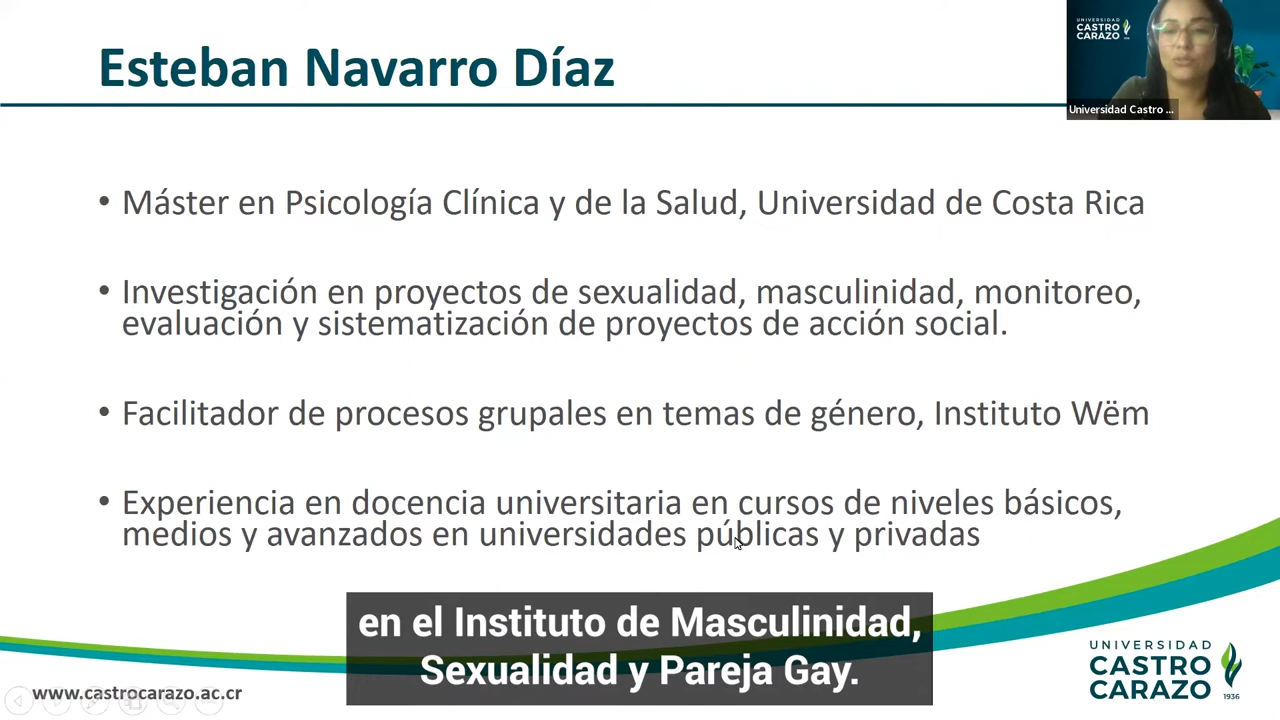 Esteban Navarro Díaz
UNIVERSIDAD
CASTRO
CARAZO
Universidad Castro ...
• Máster en Psicología Clínica y de la Salud, Universidad de Costa Rica
• Investigación en proyectos de sexualidad, masculinidad, monitoreo,
evaluación y sistematización de proyectos de acción social.
• Facilitador de procesos grupales en temas de género, Instituto Wëm
• Experiencia en docencia universitaria en cursos de niveles básicos,
medios y avanzados en universidades públicas y privadas
en el Instituto de Masculinidad,
Sexualidad y Pareja Gay.
www.castrocarazo.ac.cr
UNIVERSIDAD
CASTRO
CARAZO
1936